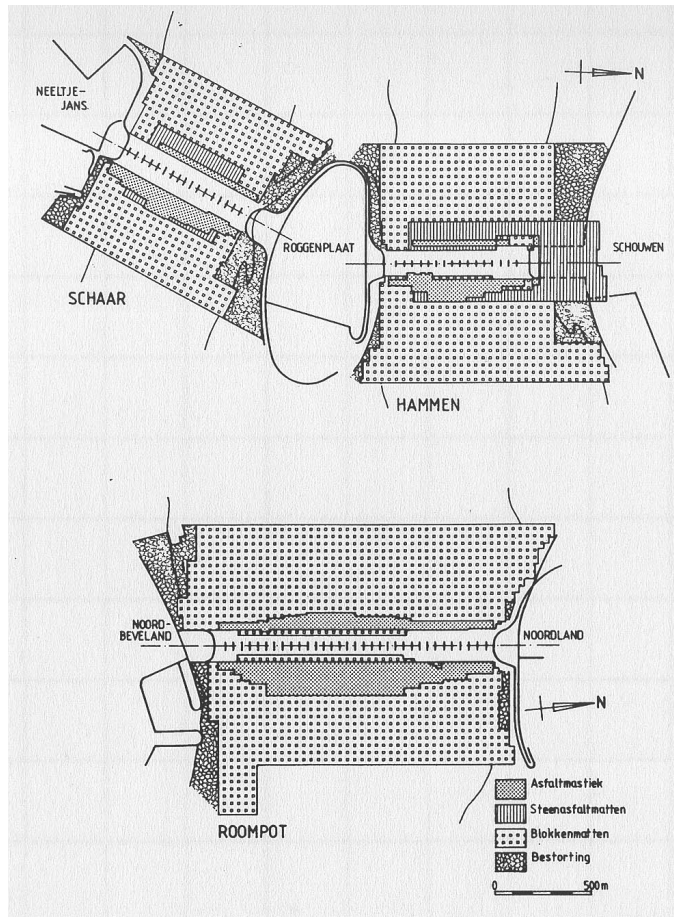 NEELTJE-
JANS
N
ROGGENPLAAT
SCHOUWEN
SCHAAR
HAMMEN
NOORD-
BEVELAND
NOORDLAND
N
ROOMPOT
Asfaltmastiek
Steenasfaltmatten
Blokkenmatten
Bestorting
0 500m